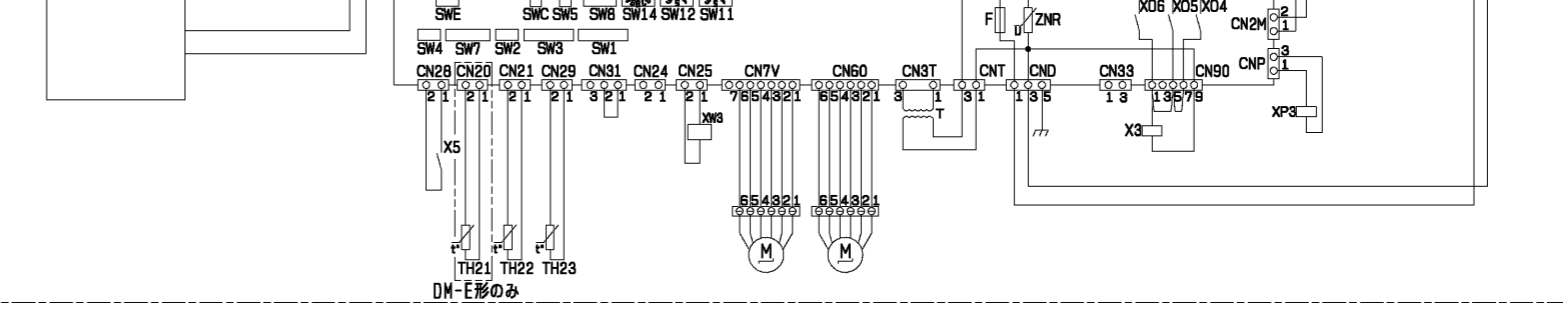 XO6 XO5 XO4
F ZNR
U
CN2M 2
1
SWE SWC SW5 SW8 SW14 SW12 SW11
SW4 SW7 SW2 SW3 SW1
CNP 3
1
CN28 CN20 CN21 CN29 CN31 CN24 CN25 CN7V CN60 CN3T CNT CND CN33 CN90
2 1 2 1 2 1 2 1 3 2 1 2 1 2 1 7 6 5 4 3 2 1 6 5 4 3 2 1 3 1 3 1 1 3 5 1 3 1 3 5 7 9
XW3 T XP3
X3
X5
6 5 4 3 2 1 6 5 4 3 2 1
t° t° t° M M
TH21 TH22 TH23
DM-E形のみ